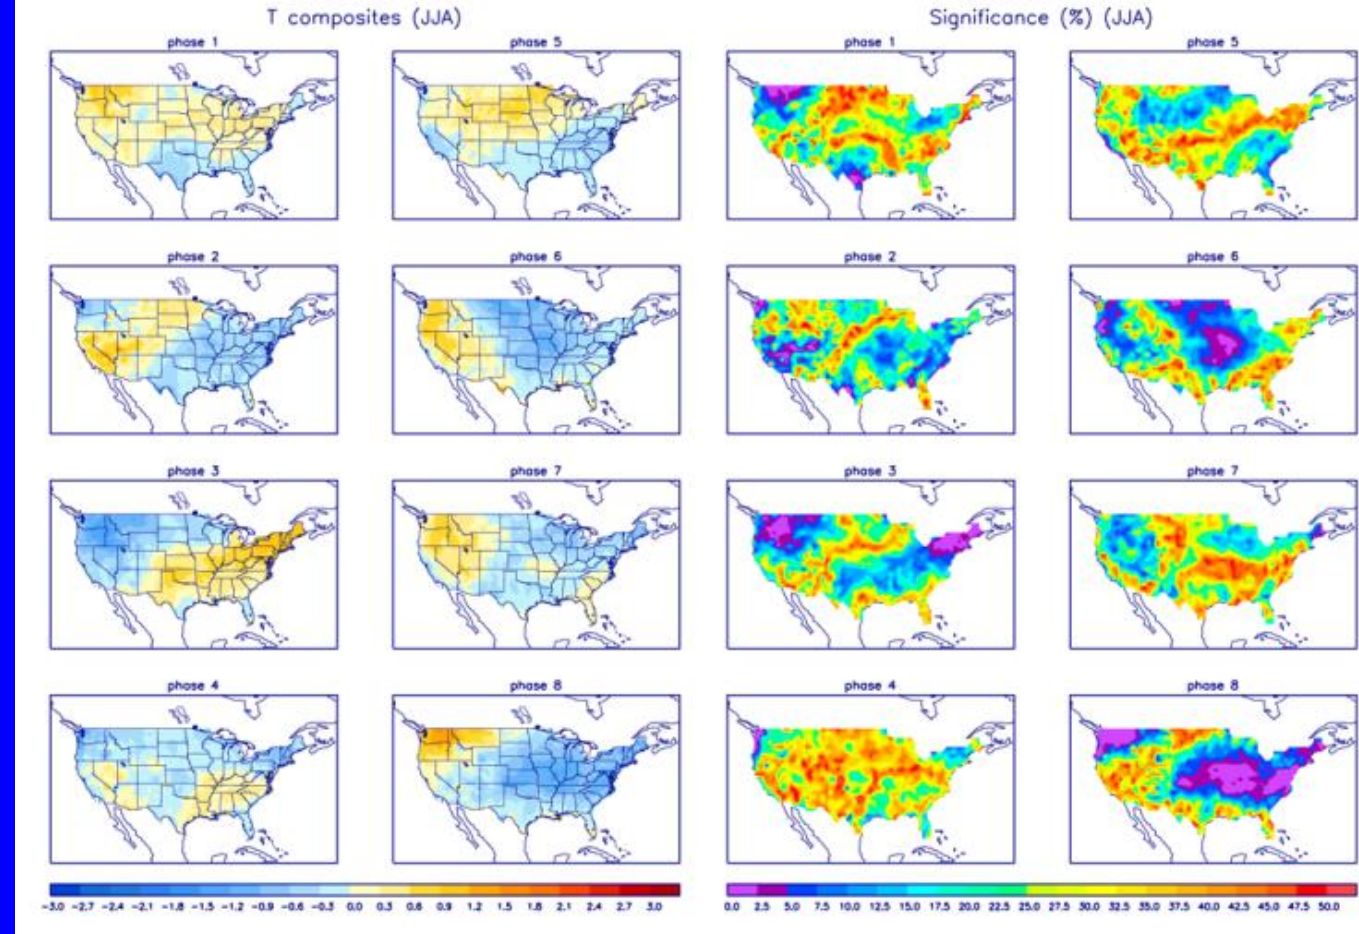 T composites (JJA) Significance (%) (JJA)
phase 1 phase 5 phase 1 phase 5
phase 2 phase 6 phase 2 phase 6
phase 3 phase 7 phase 3 phase 7
phase 4 phase 8 phase 4 phase 8
-3.0 -2.7 -2.4 -2.1 -1.8 -1.5 -1.2 -0.9 -0.6 -0.3 0.0 0.3 0.6 0.9 1.2 1.5 1.8 2.1 2.4 2.7 3.0 0.0 2.5 5.0 7.5 10.0 12.5 15.0 17.5 20.0 22.5 25.0 27.5 30.0 32.5 35.0 37.5 40.0 42.5 45.0 47.5 50.0